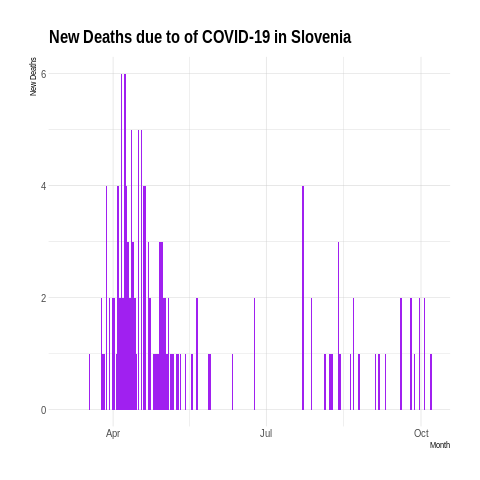 New Deaths due to of COVID-19 in Slovenia
New Deaths
6
4
2
0
Apr
Jul
Oct
Month